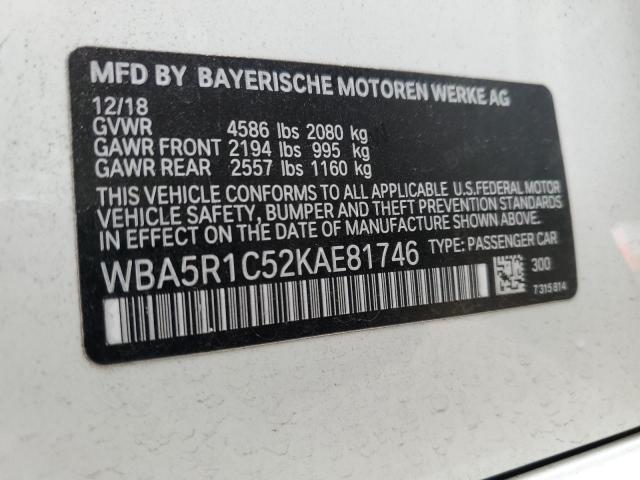 MFD BY BAYERISCHE MOTOREN WERKE AG
12/18
GVWR 4586 lbs 2080 kg
GAWR FRONT 2194 lbs 995 kg
GAWR REAR 2557 lbs 1160 kg
THIS VEHICLE CONFORMS TO ALL APPLICABLE U.S.FEDERAL MOTOR
VEHICLE SAFETY, BUMPER AND THEFT PREVENTION STANDARDS
IN EFFECT ON THE DATE OF MANUFACTURE SHOWN ABOVE.
WBA5R1C52KAE81746 TYPE: PASSENGER CAR
300
7315814